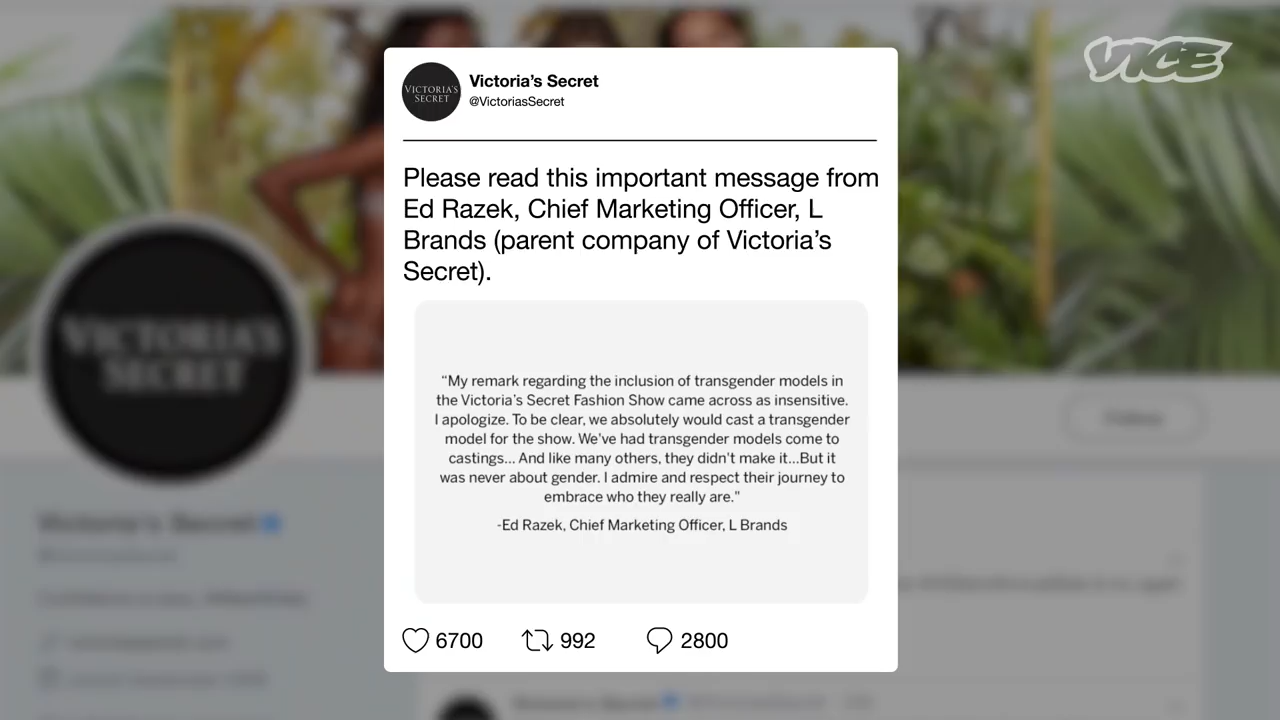 VICE
VICTORIA'S
SECRET
Victoria's Secret
@VictoriasSecret
Please read this important message from
Ed Razek, Chief Marketing Officer, L
Brands (parent company of Victoria's
Secret).
“My remark regarding the inclusion of transgender models in
the Victoria's Secret Fashion Show came across as insensitive.
I apologize. To be clear, we absolutely would cast a transgender
model for the show. We've had transgender models come to
castings... And like many others, they didn't make it...But it
was never about gender. I admire and respect their journey to
embrace who they really are."
-Ed Razek, Chief Marketing Officer, L Brands
6700 992 2800
VICTORIA'S
SECRET
Follow
Victoria's Secret